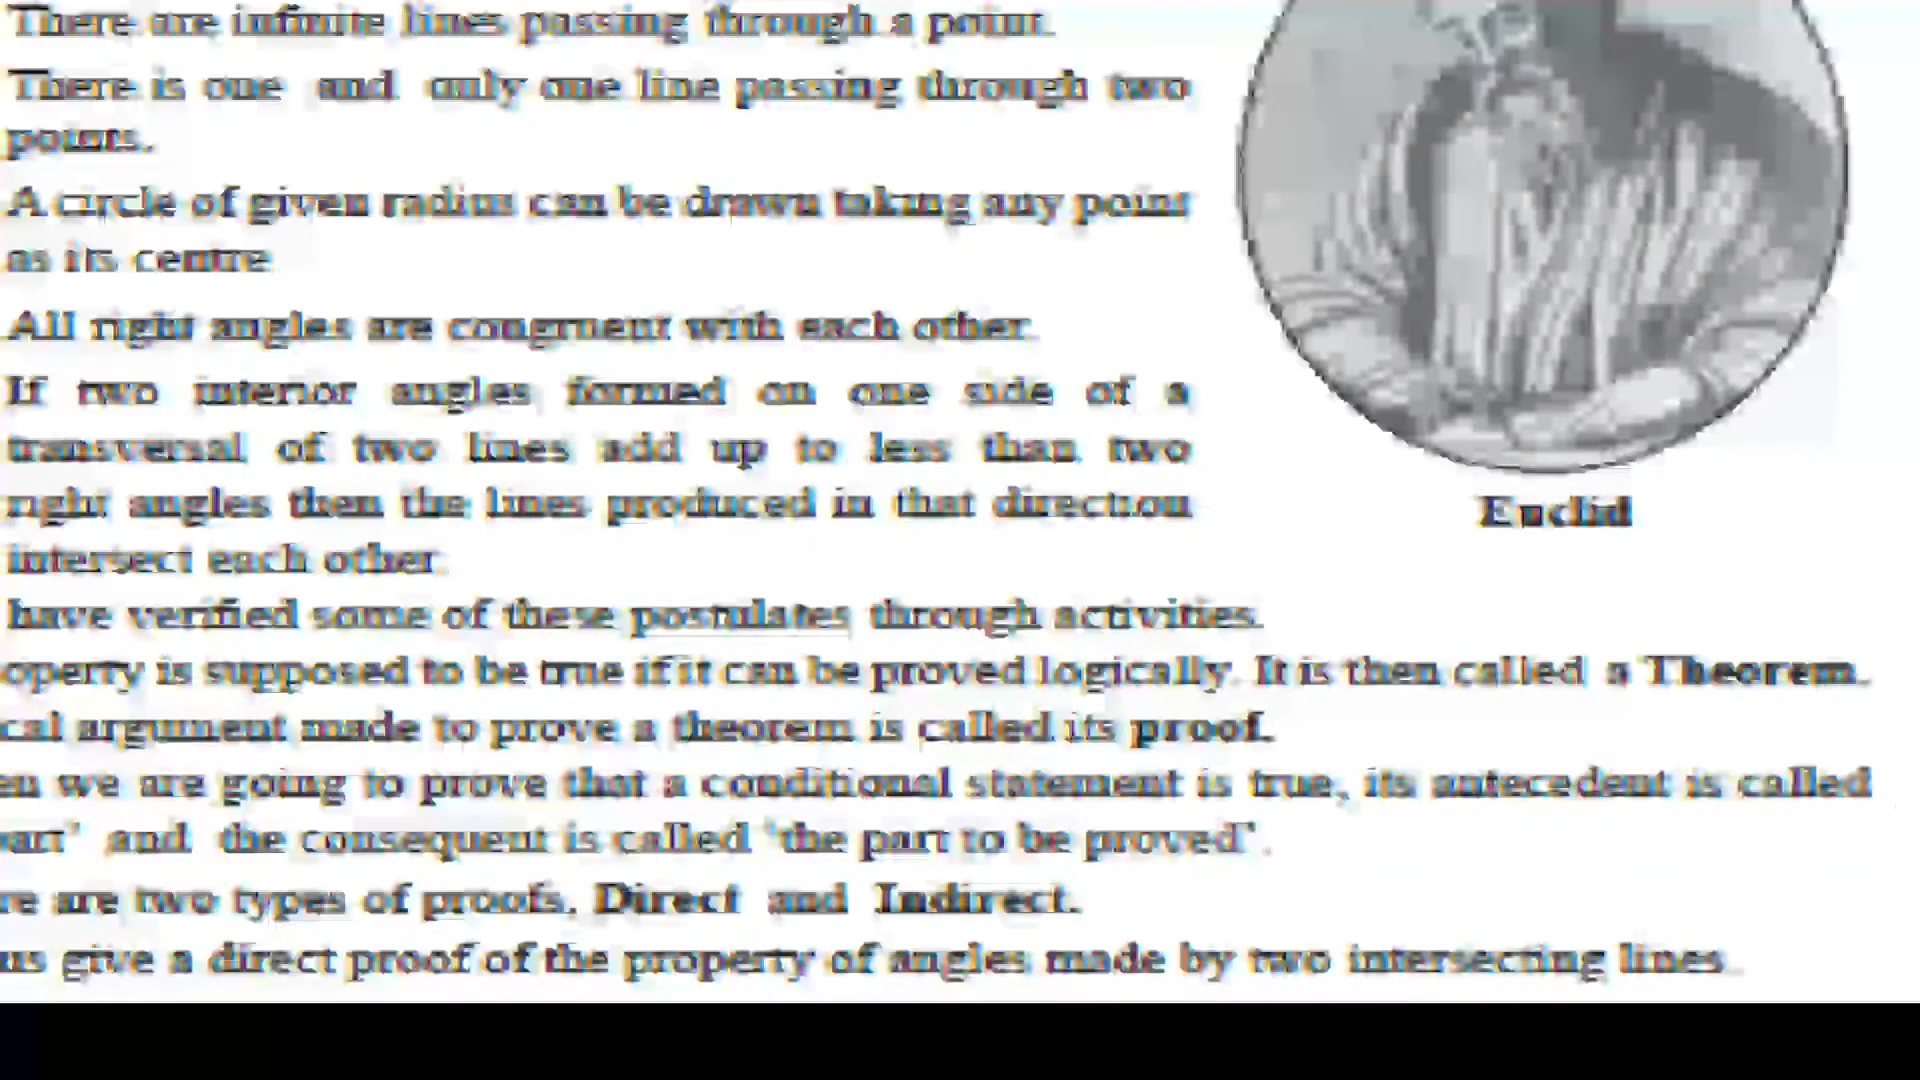 There are infinite lines passing through a point.
There is one and only one line passing through two
points.
A circle of given radius can be drawn taking any point
as its centre
All right angles are congruent with each other.
If two interior angles formed on one side of a
transversal of two lines add up to less than two
right angles then the lines produced in that direction
intersect each other.
Euclid
have verified some of these postulates through activities.
operty is supposed to be true if it can be proved logically. It is then called a Theorem.
cal argument made to prove a theorem is called its proof.
en we are going to prove that a conditional statement is true, its antecedent is called
part' and the consequent is called 'the part to be proved'.
re are two types of proofs, Direct and Indirect.
us give a direct proof of the property of angles made by two intersecting lines.